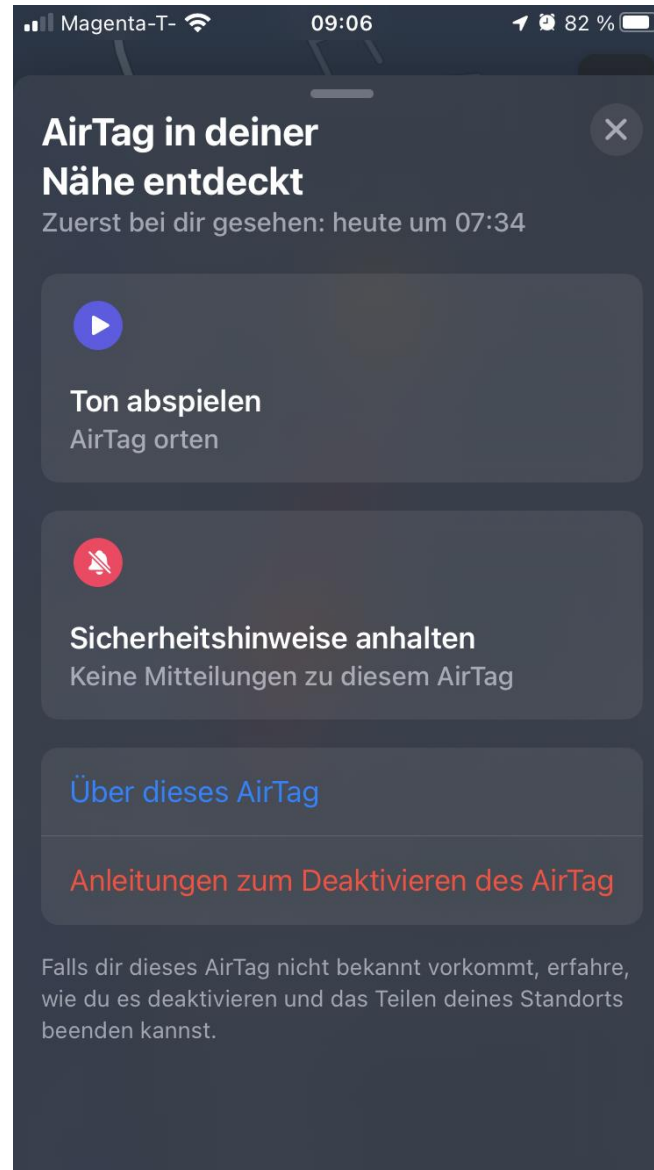 Magenta-T- 09:06 82 %
AirTag in deiner
Nähe entdeckt
Zuerst bei dir gesehen: heute um 07:34
Ton abspielen
AirTag orten
Sicherheitshinweise anhalten
Keine Mitteilungen zu diesem AirTag
Über dieses AirTag
Anleitungen zum Deaktivieren des AirTag
Falls dir dieses AirTag nicht bekannt vorkommt, erfahre,
wie du es deaktivieren und das Teilen deines Standorts
beenden kannst.